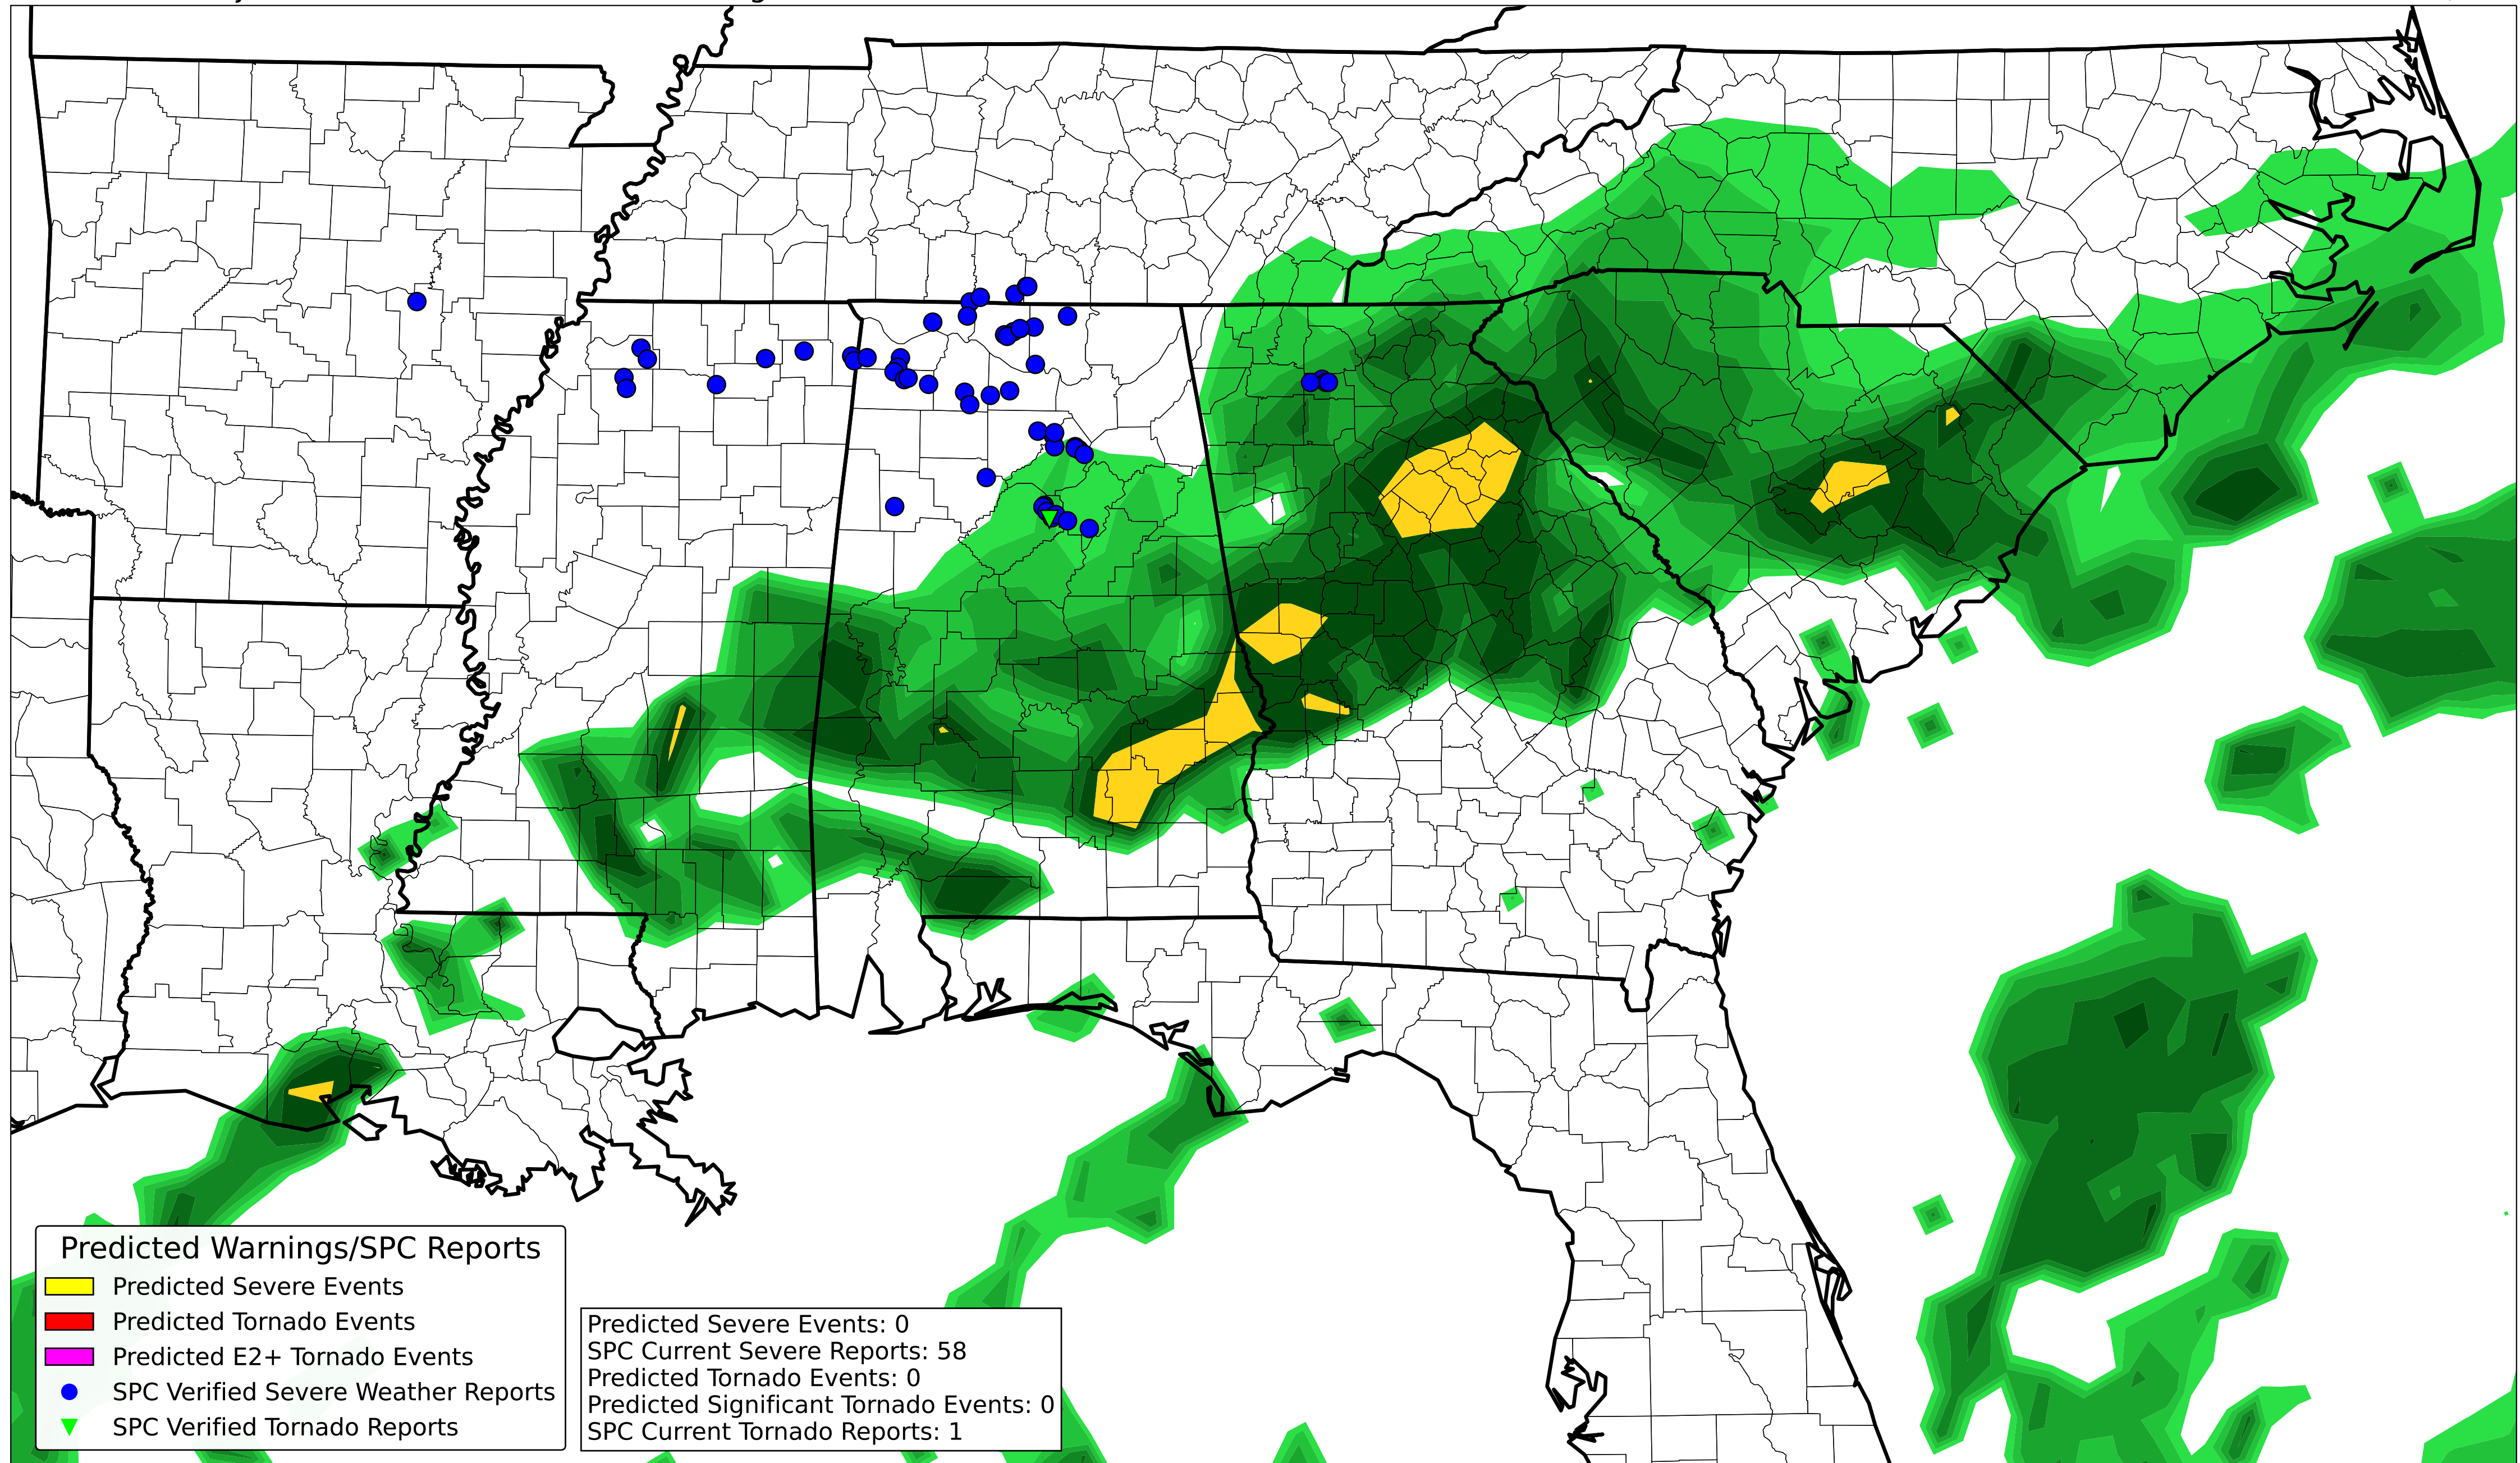 Predicted Warnings/SPC Reports
Predicted Severe Events
Predicted Tornado Events
Predicted E2+ Tornado Events
SPC Verified Severe Weather Reports
SPC Verified Tornado Reports
Predicted Severe Events: 0
SPC Current Severe Reports: 58
Predicted Tornado Events: 0
Predicted Significant Tornado Events: 0
SPC Current Tornado Reports: 1